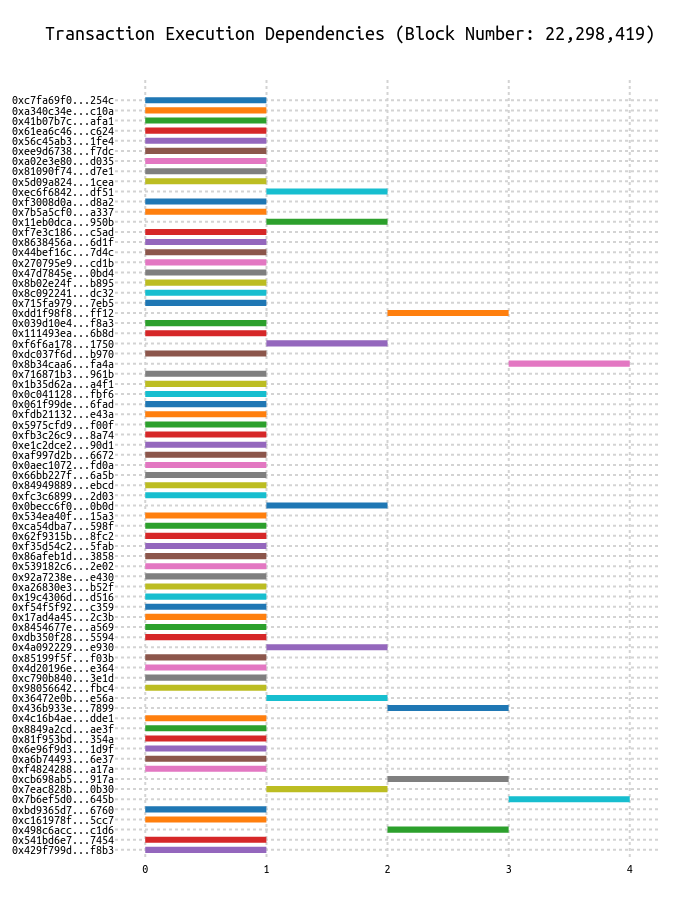 Transaction Execution Dependencies (Block Number: 22,298,419)
0xc7fa69f0...254c
0xa340c34e...c10a
0x41b07b7c...afa1
0x61ea6c46...c624
0x56c45ab3...1fe4
0xee9d6738...f7dc
0xa02e3e80...d035
0x81090f74...d7e1
0x5d09a824...1cea
0xec6f6842...df51
0xf3008d0a...d8a2
0x7b5a5cf0...a337
0x11eb0dca...950b
0xf7e3c186...c5ad
0x8638456a...6d1f
0x44bef16c...7d4c
0x270795e9...cd1b
0x47d7845e...0bd4
0x8b02e24f...b895
0x8c092241...dc32
0x715fa979...7eb5
0xdd1f98f8...ff12
0x039d10e4...f8a3
0x111493ea...6b8d
0xf6f6a178...1750
0xdc037f6d...b970
0x8b34caa6...fa4a
0x716871b3...961b
0x1b35d62a...a4f1
0x0c041128...fbf6
0x061f99de...6fad
0xfdb21132...e43a
0x5975cfd9...f00f
0xfb3c26c9...8a74
0xe1c2dce2...90d1
0xaf997d2b...6672
0x0aec1072...fd0a
0x66bb227f...6a5b
0x84949889...ebcd
0xfc3c6899...2d03
0x0becc6f0...0b0d
0x534ea40f...15a3
0xca54dba7...598f
0x62f9315b...8fc2
0xf35d54c2...5fab
0x86afeb1d...3858
0x539182c6...2e02
0x92a7238e...e430
0xa26830e3...b52f
0x19c4306d...d516
0xf54f5f92...c359
0x17ad4a45...2c3b
0x8454677e...a569
0xdb350f28...5594
0x4a092229...e930
0x85199f5f...f03b
0x4d20196e...e364
0xc790b840...3e1d
0x98056642...fbc4
0x36472e0b...e56a
0x436b933e...7899
0x4c16b4ae...dde1
0x8849a2cd...ae3f
0x81f953bd...354a
0x6e96f9d3...1d9f
0xa6b74493...6e37
0xf4824288...a17a
0xcb698ab5...917a
0x7eac828b...0b30
0x7b6ef5d0...645b
0xbd9365d7...6760
0xc161978f...5cc7
0x498c6acc...c1d6
0x541bd6e7...7454
0x429f799d...f8b3
0 1 2 3 4